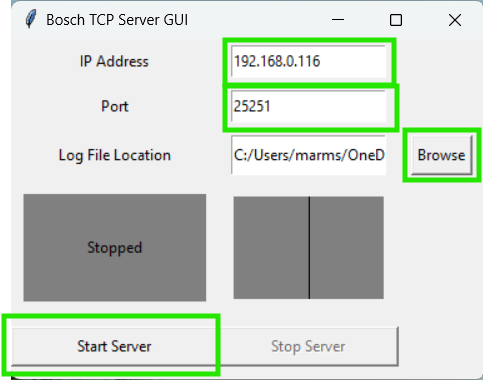 Bosch TCP Server GUI
IP Address 192.168.0.116
Port 25251
Log File Location C:/Users/marms/OneD Browse
Stopped
Start Server Stop Server